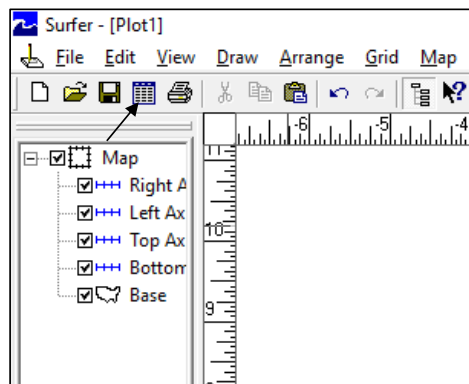 Surfer - [Plot1]
File Edit View Draw Arrange Grid Map
-6 -5 -4
Map
Right A
Left Ax
Top Ax
Bottom
Base
11
10
9